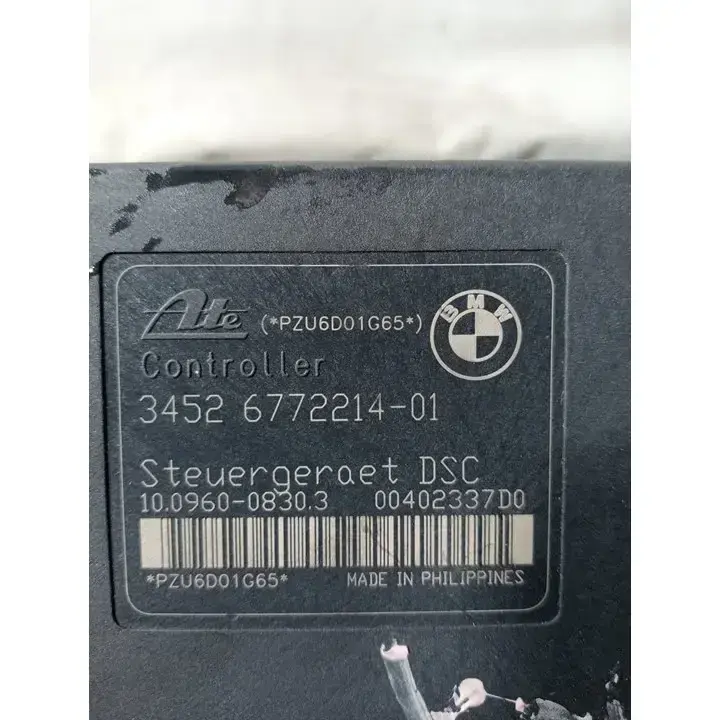 Ate (*PZU6D01G65*) BMW
Controller
3452 6772214-01
Steuergeraet DSC
10.0960-0830.3 00402337D0
*PZU6D01G65* MADE IN PHILIPPINES